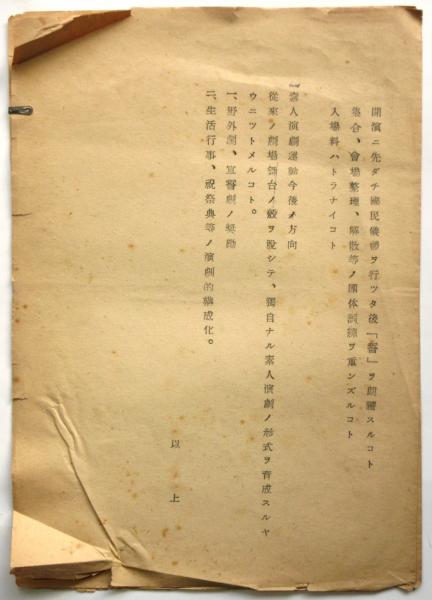 開演ニ先ダチ國民儀禮ヲ行ツタ後「誓」ヲ朗讀スルコト
集合、會場整理、解散等ノ團体訓練ヲ重ンズルコト
入場料ハトラナイコト
素人演劇運動今後ノ方向
從來ノ劇場舞台ノ殻ヲ脱シテ、獨自ナル素人演劇ノ形式ヲ育成スルヤ
ウニツトメルコト。
一、野外劇、宣誓劇ノ奬勵
二、生活行事、祝祭典等ノ演劇的構成化。
以上